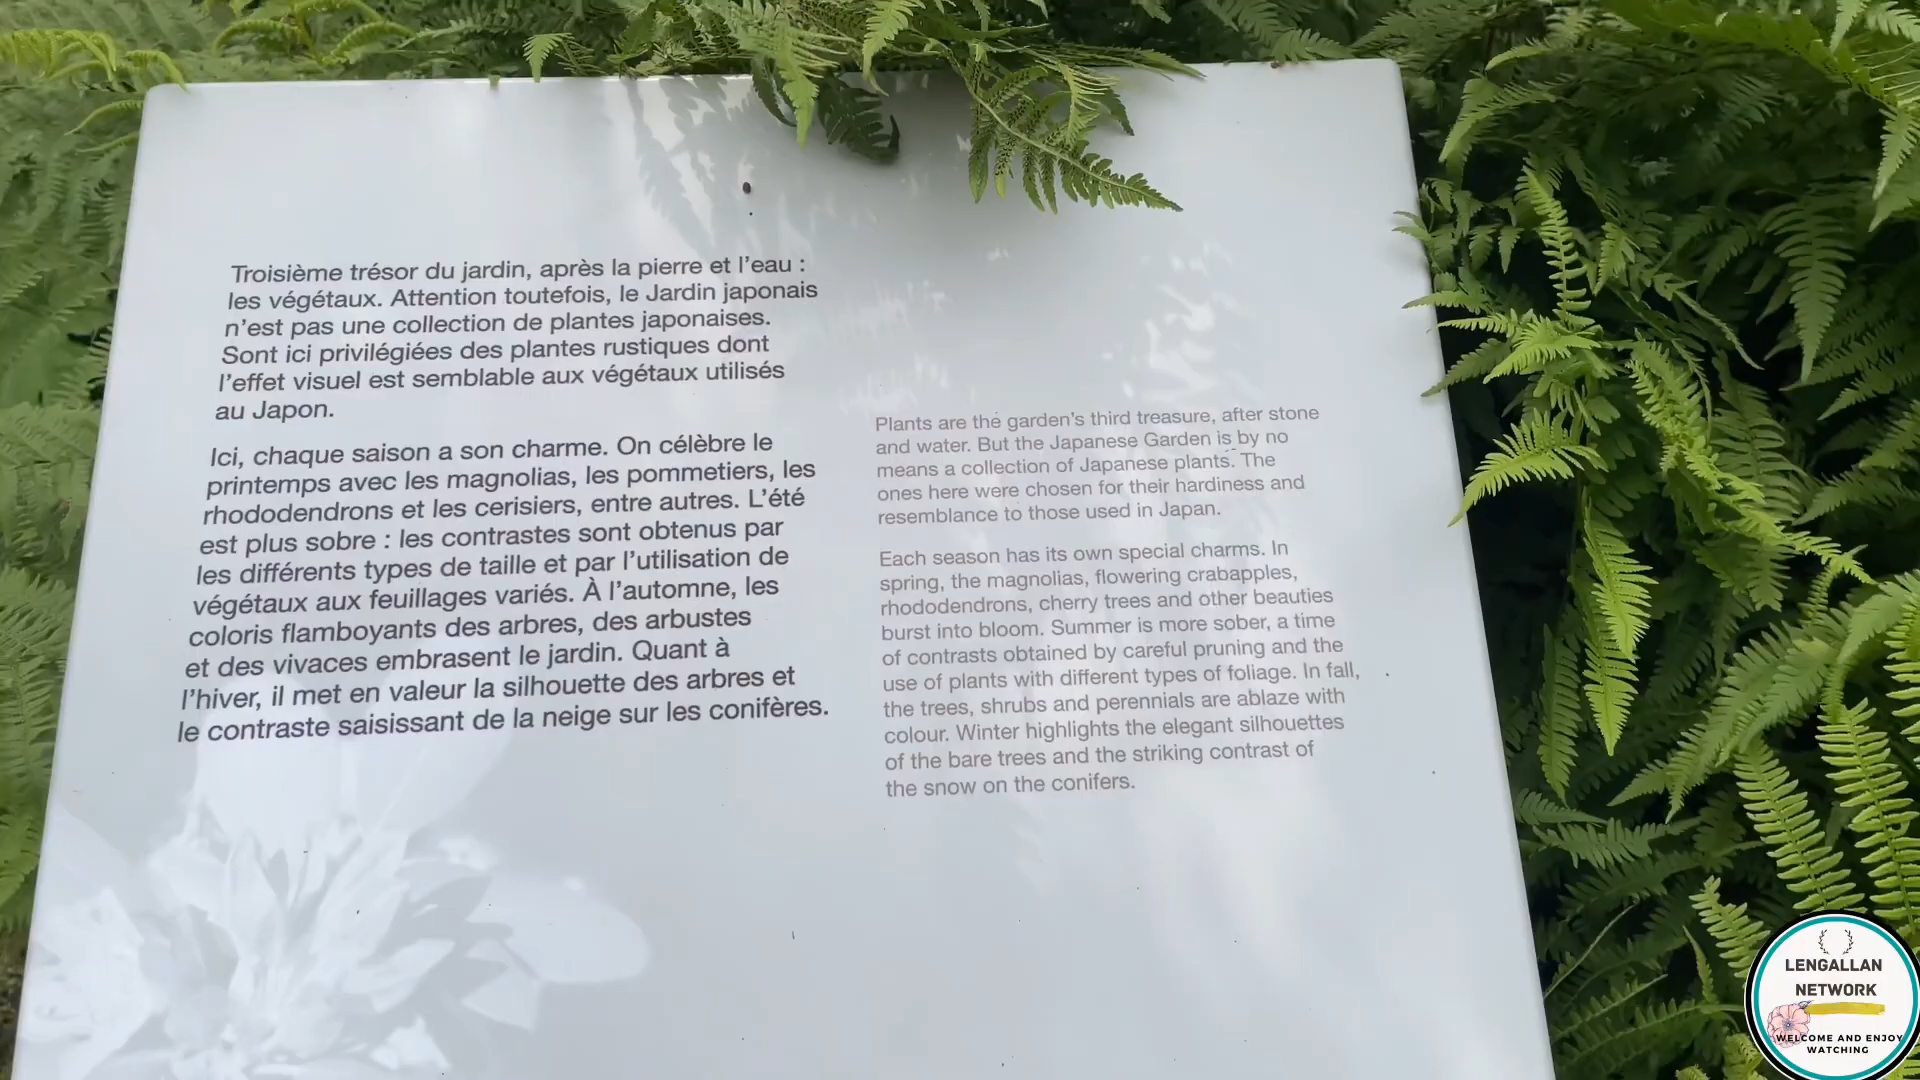 Troisième trésor du jardin, après la pierre et l'eau :
les végétaux. Attention toutefois, le Jardin japonais
n'est pas une collection de plantes japonaises.
Sont ici privilégiées des plantes rustiques dont
l'effet visuel est semblable aux végétaux utilisés
au Japon.
Ici, chaque saison a son charme. On célèbre le
printemps avec les magnolias, les pommetiers, les
rhododendrons et les cerisiers, entre autres. L'été
est plus sobre : les contrastes sont obtenus par
les différents types de taille et par l'utilisation de
végétaux aux feuillages variés. À l'automne, les
coloris flamboyants des arbres, des arbustes
et des vivaces embrasent le jardin. Quant à
l'hiver, il met en valeur la silhouette des arbres et
le contraste saisissant de la neige sur les conifères.
Plants are the garden's third treasure, after stone
and water. But the Japanese Garden is by no
means a collection of Japanese plants. The
ones here were chosen for their hardiness and
resemblance to those used in Japan.
Each season has its own special charms. In
spring, the magnolias, flowering crabapples,
rhododendrons, cherry trees and other beauties
burst into bloom. Summer is more sober, a time
of contrasts obtained by careful pruning and the
use of plants with different types of foliage. In fall,
the trees, shrubs and perennials are ablaze with
colour. Winter highlights the elegant silhouettes
of the bare trees and the striking contrast of
the snow on the conifers.
LENGALLAN
NETWORK
WELCOME AND ENJOY
WATCHING